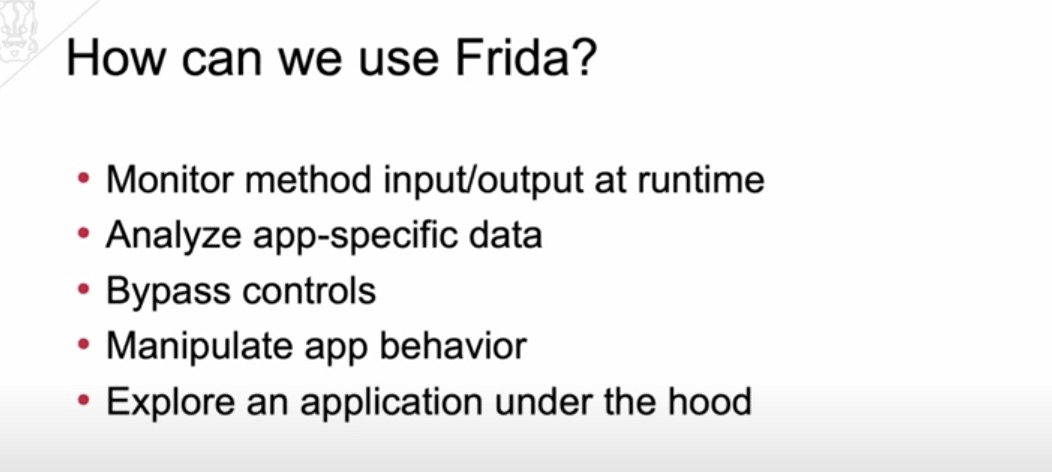 How can we use Frida?
• Monitor method input/output at runtime
• Analyze app-specific data
• Bypass controls
• Manipulate app behavior
• Explore an application under the hood